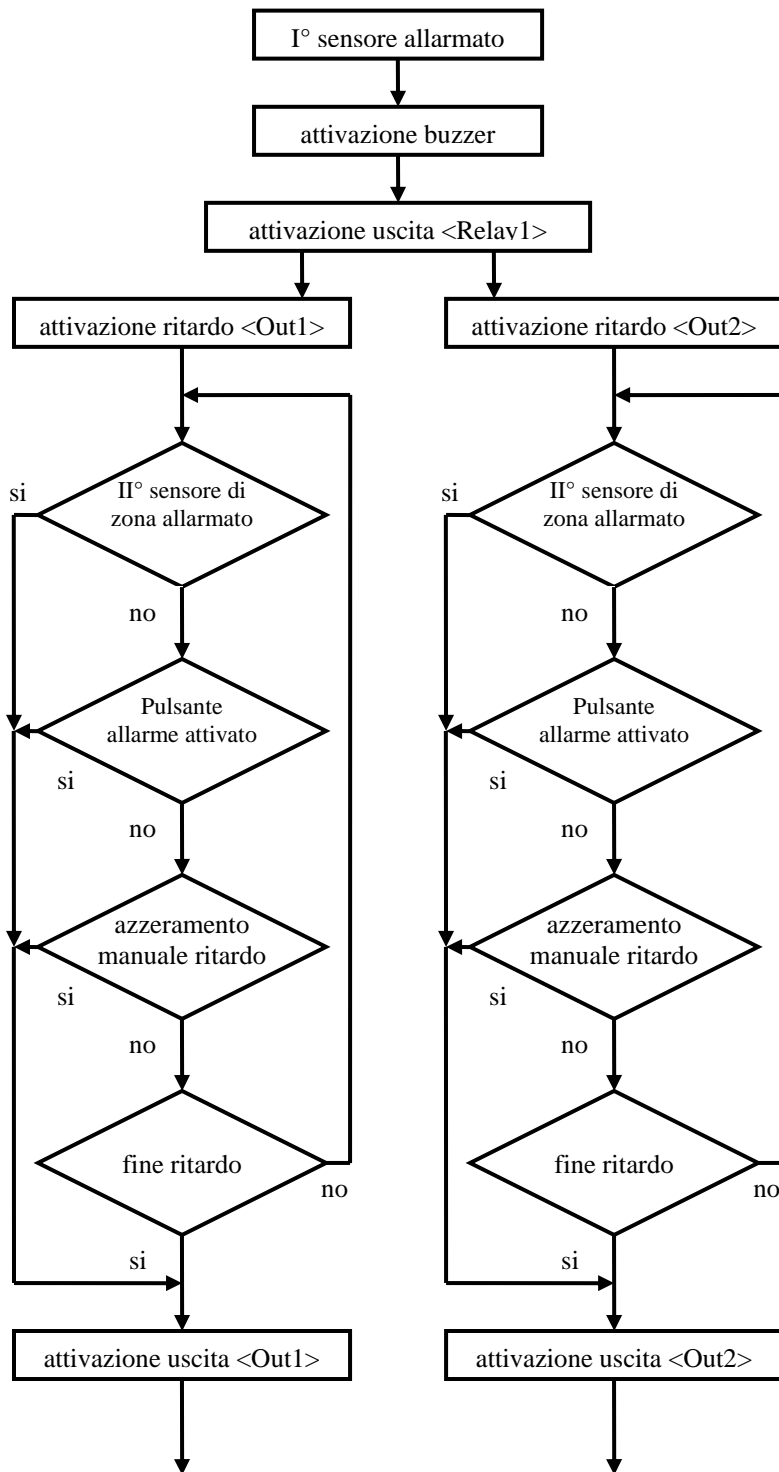 I° sensore allarmato
attivazione buzzer
attivazione uscita <Relav1>
attivazione ritardo <Out1>
attivazione ritardo <Out2>
si
II° sensore di
zona allarmato
no
Pulsante
allarme attivato
si
no
azzeramento
manuale ritardo
si
no
fine ritardo
no
si
attivazione uscita <Out1>
si
II° sensore di
zona allarmato
no
Pulsante
allarme attivato
si
no
azzeramento
manuale ritardo
si
no
fine ritardo
no
si
attivazione uscita <Out2>